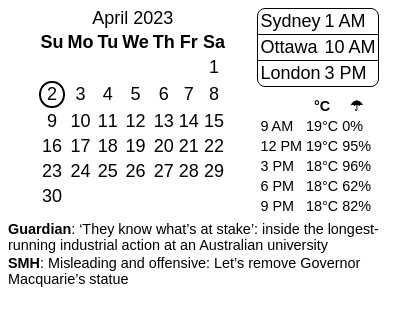 April 2023
Su Mo Tu We Th Fr Sa
1
2 3 4 5 6 7 8
9 10 11 12 13 14 15
16 17 18 19 20 21 22
23 24 25 26 27 28 29
30
Sydney 1 AM
Ottawa 10 AM
London 3 PM
°C ☂
9 AM 19°C 0%
12 PM 19°C 95%
3 PM 18°C 96%
6 PM 18°C 62%
9 PM 18°C 82%
Guardian: ‘They know what’s at stake’: inside the longest-
running industrial action at an Australian university
SMH: Misleading and offensive: Let’s remove Governor
Macquarie’s statue